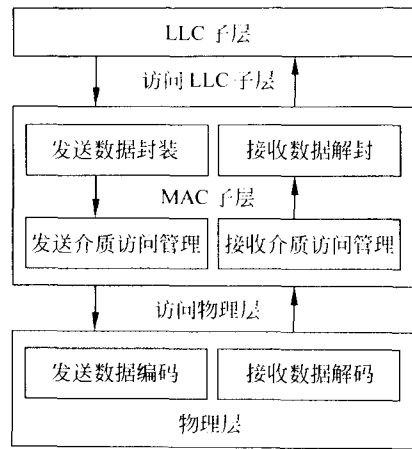 LLC 子层
访问 LLC 子层
发送数据封装 接收数据解封
MAC 子层
发送介质访问管理 接收介质访问管理
访问物理层
发送数据编码 接收数据解码
物理层